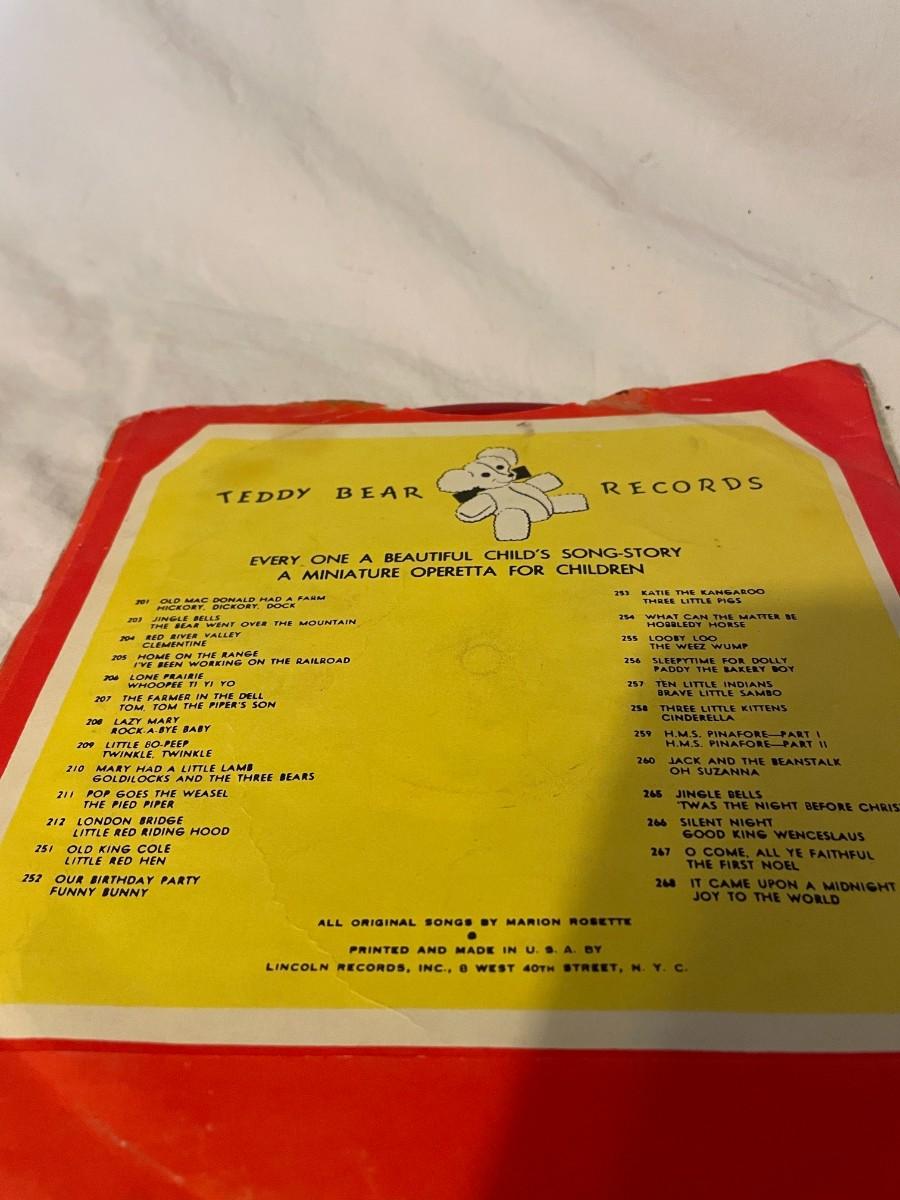 TEDDY BEAR RECORDS
EVERY ONE A BEAUTIFUL CHILD'S SONG-STORY
A MINIATURE OPERETTA FOR CHILDREN
201 OLD MAC DONALD HAD A FARM
HICKORY, DICKORY, DOCK
203 JINGLE BELLS
THE BEAR WENT OVER THE MOUNTAIN
204 RED RIVER VALLEY
CLEMENTINE
205 HOME ON THE RANGE
I'VE BEEN WORKING ON THE RAILROAD
206 LONE PRAIRIE
WHOOPEE TI YI YO
207 THE FARMER IN THE DELL
TOM, TOM THE PIPER'S SON
208 LAZY MARY
ROCK-A-BYE BABY
209 LITTLE BO-PEEP
TWINKLE, TWINKLE
210 MARY HAD A LITTLE LAMB
GOLDILOCKS AND THE THREE BEARS
211 POP GOES THE WEASEL
THE PIED PIPER
212 LONDON BRIDGE
LITTLE RED RIDING HOOD
251 OLD KING COLE
LITTLE RED HEN
252 OUR BIRTHDAY PARTY
FUNNY BUNNY
253 KATIE THE KANGAROO
THREE LITTLE PIGS
254 WHAT CAN THE MATTER BE
HOBBLEDY HORSE
255 LOOBY LOO
THE WEEZ WUMP
256 SLEEPYTIME FOR DOLLY
PADDY THE BAKERY BOY
257 TEN LITTLE INDIANS
BRAVE LITTLE SAMBO
258 THREE LITTLE KITTENS
CINDERELLA
259 H.M.S. PINAFORE—PART I
H.M.S. PINAFORE—PART II
260 JACK AND THE BEANSTALK
OH SUZANNA
265 JINGLE BELLS
'TWAS THE NIGHT BEFORE CHRIS
266 SILENT NIGHT
GOOD KING WENCESLAUS
267 O COME, ALL YE FAITHFUL
THE FIRST NOEL
268 IT CAME UPON A MIDNIGHT
JOY TO THE WORLD
ALL ORIGINAL SONGS BY MARION ROSETTE
PRINTED AND MADE IN U. S. A. BY
LINCOLN RECORDS, INC., 8 WEST 40TH STREET, N. Y. C.